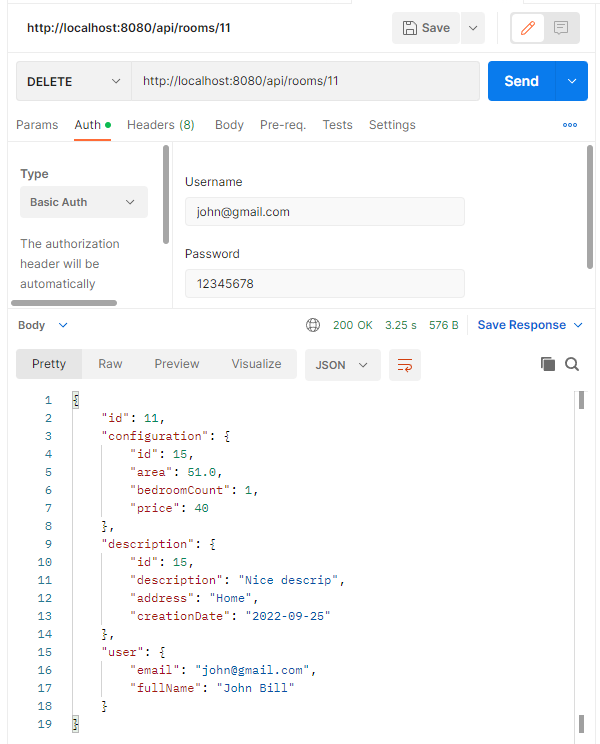 http://localhost:8080/api/rooms/11 Save
DELETE http://localhost:8080/api/rooms/11 Send
Params Auth Headers (8) Body Pre-req. Tests Settings
Type
Basic Auth
The authorization
header will be
automatically
Username
john@gmail.com
Password
12345678
Body 200 OK 3.25 s 576 B Save Response
Pretty Raw Preview Visualize JSON
1 {
2 "id": 11,
3 "configuration": {
4 "id": 15,
5 "area": 51.0,
6 "bedroomCount": 1,
7 "price": 40
8 },
9 "description": {
10 "id": 15,
11 "description": "Nice descrip",
12 "address": "Home",
13 "creationDate": "2022-09-25"
14 },
15 "user": {
16 "email": "john@gmail.com",
17 "fullName": "John Bill"
18 }
19 }